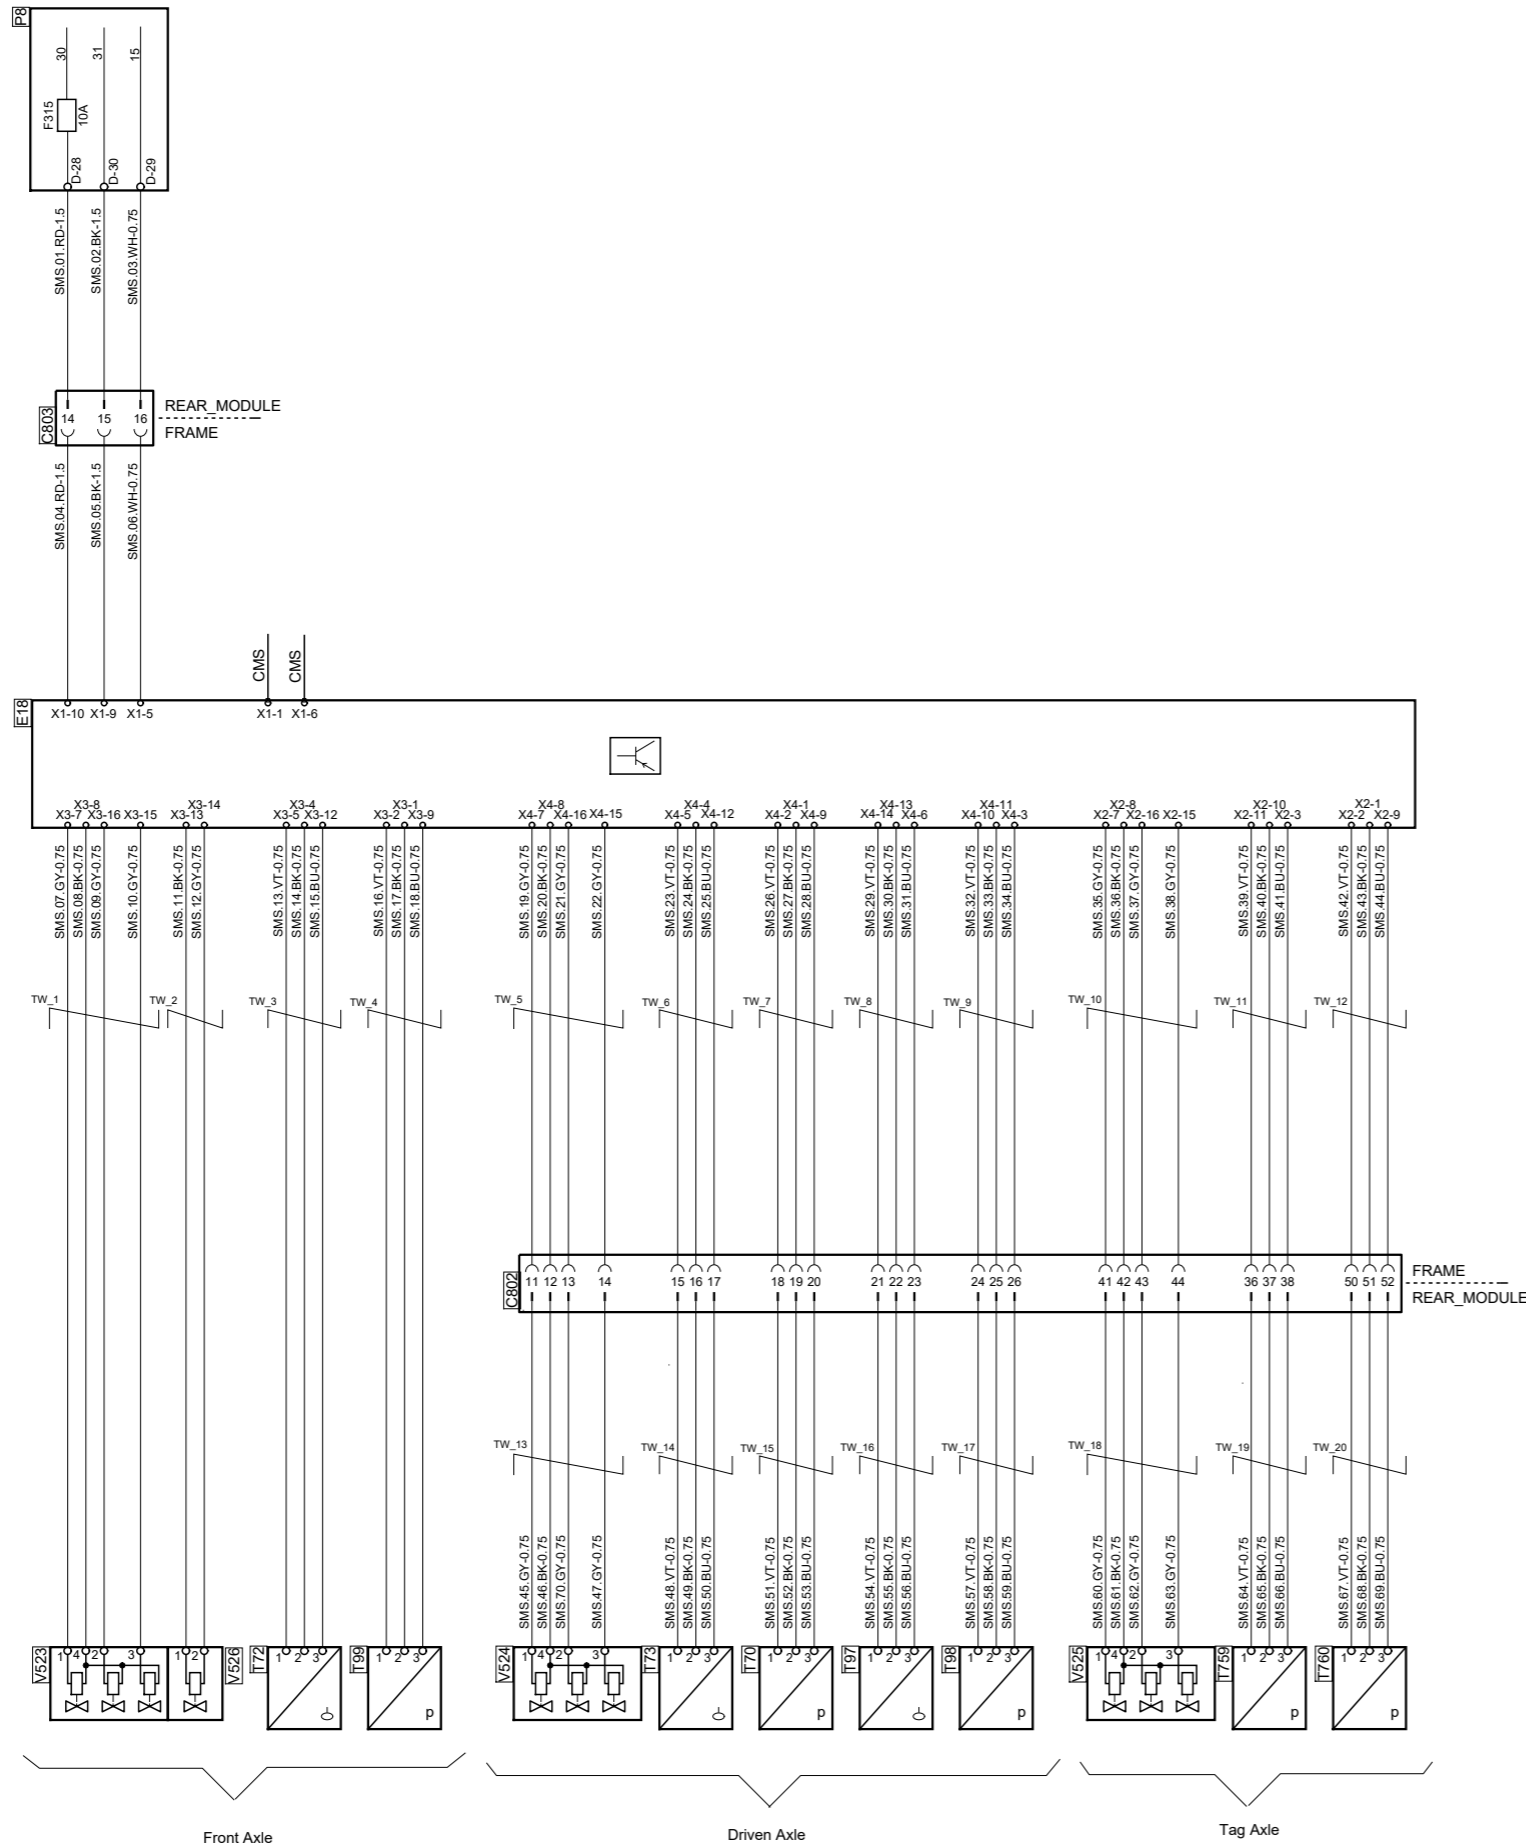 P8
30
31
15
F315
10A
D-28
D-30
D-29
SMS.01.RD-1.5
SMS.02.BK-1.5
SMS.03.WH-0.75
C803
14 15 16
REAR_MODULE
FRAME
SMS.04.RD-1.5
SMS.05.BK-1.5
SMS.06.WH-0.75
CMS
CMS
E18
X1-10 X1-9 X1-5 X1-1 X1-6
X3-8 X3-14 X3-4 X3-1 X4-8 X4-4 X4-1 X4-13 X4-11 X2-8 X2-10 X2-1
X3-7 X3-16 X3-15 X3-13 X3-5 X3-12 X3-2 X3-9 X4-7 X4-16 X4-15 X4-5 X4-12 X4-2 X4-9 X4-14 X4-6 X4-10 X4-3 X2-7 X2-16 X2-15 X2-11 X2-3 X2-2 X2-9
SMS.07.GY-0.75
SMS.08.BK-0.75
SMS.09.GY-0.75
SMS.10.GY-0.75
SMS.11.BK-0.75
SMS.12.GY-0.75
SMS.13.VT-0.75
SMS.14.BK-0.75
SMS.15.BU-0.75
SMS.16.VT-0.75
SMS.17.BK-0.75
SMS.18.BU-0.75
SMS.19.GY-0.75
SMS.20.BK-0.75
SMS.21.GY-0.75
SMS.22.GY-0.75
SMS.23.VT-0.75
SMS.24.BK-0.75
SMS.25.BU-0.75
SMS.26.VT-0.75
SMS.27.BK-0.75
SMS.28.BU-0.75
SMS.29.VT-0.75
SMS.30.BK-0.75
SMS.31.BU-0.75
SMS.32.VT-0.75
SMS.33.BK-0.75
SMS.34.BU-0.75
SMS.35.GY-0.75
SMS.36.BK-0.75
SMS.37.GY-0.75
SMS.38.GY-0.75
SMS.39.VT-0.75
SMS.40.BK-0.75
SMS.41.BU-0.75
SMS.42.VT-0.75
SMS.43.BK-0.75
SMS.44.BU-0.75
TW_1 TW_2 TW_3 TW_4 TW_5 TW_6 TW_7 TW_8 TW_9 TW_10 TW_11 TW_12
C802
11 12 13 14 15 16 17 18 19 20 21 22 23 24 25 26 41 42 43 44 36 37 38 50 51 52
FRAME
REAR_MODULE
TW_13 TW_14 TW_15 TW_16 TW_17 TW_18 TW_19 TW_20
SMS.45.GY-0.75
SMS.46.BK-0.75
SMS.70.GY-0.75
SMS.47.GY-0.75
SMS.48.VT-0.75
SMS.49.BK-0.75
SMS.50.BU-0.75
SMS.51.VT-0.75
SMS.52.BK-0.75
SMS.53.BU-0.75
SMS.54.VT-0.75
SMS.55.BK-0.75
SMS.56.BU-0.75
SMS.57.VT-0.75
SMS.58.BK-0.75
SMS.59.BU-0.75
SMS.60.GY-0.75
SMS.61.BK-0.75
SMS.62.GY-0.75
SMS.63.GY-0.75
SMS.64.VT-0.75
SMS.65.BK-0.75
SMS.66.BU-0.75
SMS.67.VT-0.75
SMS.68.BK-0.75
SMS.69.BU-0.75
V523
1 4 2 3
1 2
V526
T72
1 2 3
T99
1 2 3
p
V524
1 4 2 3
T73
1 2 3
T70
1 2 3
p
T97
1 2 3
T98
1 2 3
p
V525
1 4 2 3
T759
1 2 3
p
T760
1 2 3
p
Front Axle
Driven Axle
Tag Axle